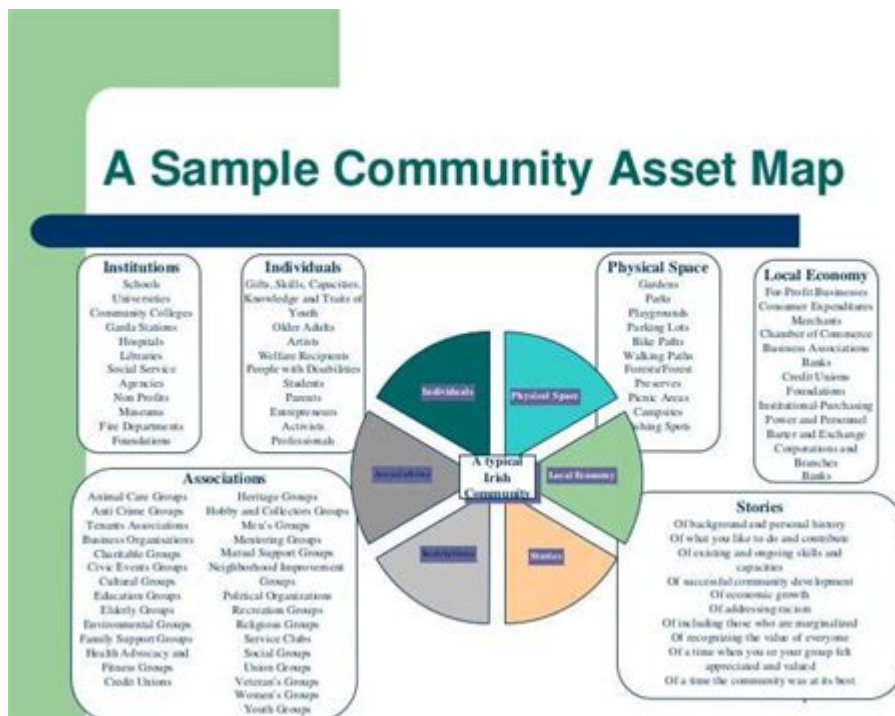 A Sample Community Asset Map
Institutions
Schools
Universities
Community Colleges
Garda Stations
Hospitals
Libraries
Social Service
Agencies
Non Profits
Museums
Fire Departments
Foundations
Individuals
Gifts, Skills, Capacities,
Knowledge and Traits of
Youth
Older Adults
Artists
Welfare Recipients
People with Disabilities
Students
Parents
Entrepreneurs
Activists
Professionals
Physical Space
Gardens
Parks
Playgrounds
Parking Lots
Bike Paths
Walking Paths
Forests/Forest
Preserves
Picnic Areas
Campsites
Fishing Spots
Local Economy
For-Profit Businesses
Consumer Expenditures
Merchants
Chamber of Commerce
Business Associations
Banks
Credit Unions
Foundations
Institutional-Purchasing
Power and Personnel
Barter and Exchange
Corporations and
Branches
Banks
Individuals
Physical Space
Associations
A typical
Irish
Community
Local Economy
Institutions
Stories
Associations
Animal Care Groups
Anti Crime Groups
Tenants Associations
Business Organisations
Charitable Groups
Civic Events Groups
Cultural Groups
Education Groups
Elderly Groups
Environmental Groups
Family Support Groups
Health Advocacy and
Fitness Groups
Credit Unions
Heritage Groups
Hobby and Collectors Groups
Men's Groups
Mentoring Groups
Mutual Support Groups
Neighborhood Improvement
Groups
Political Organizations
Recreation Groups
Religious Groups
Service Clubs
Social Groups
Union Groups
Veteran's Groups
Women's Groups
Youth Groups
Stories
Of background and personal history
Of what you like to do and contribute
Of existing and ongoing skills and
capacities
Of successful community development
Of economic growth
Of addressing racism
Of including those who are marginalized
Of recognizing the value of everyone
Of a time when you or your group felt
appreciated and valued
Of a time the community was at its best.